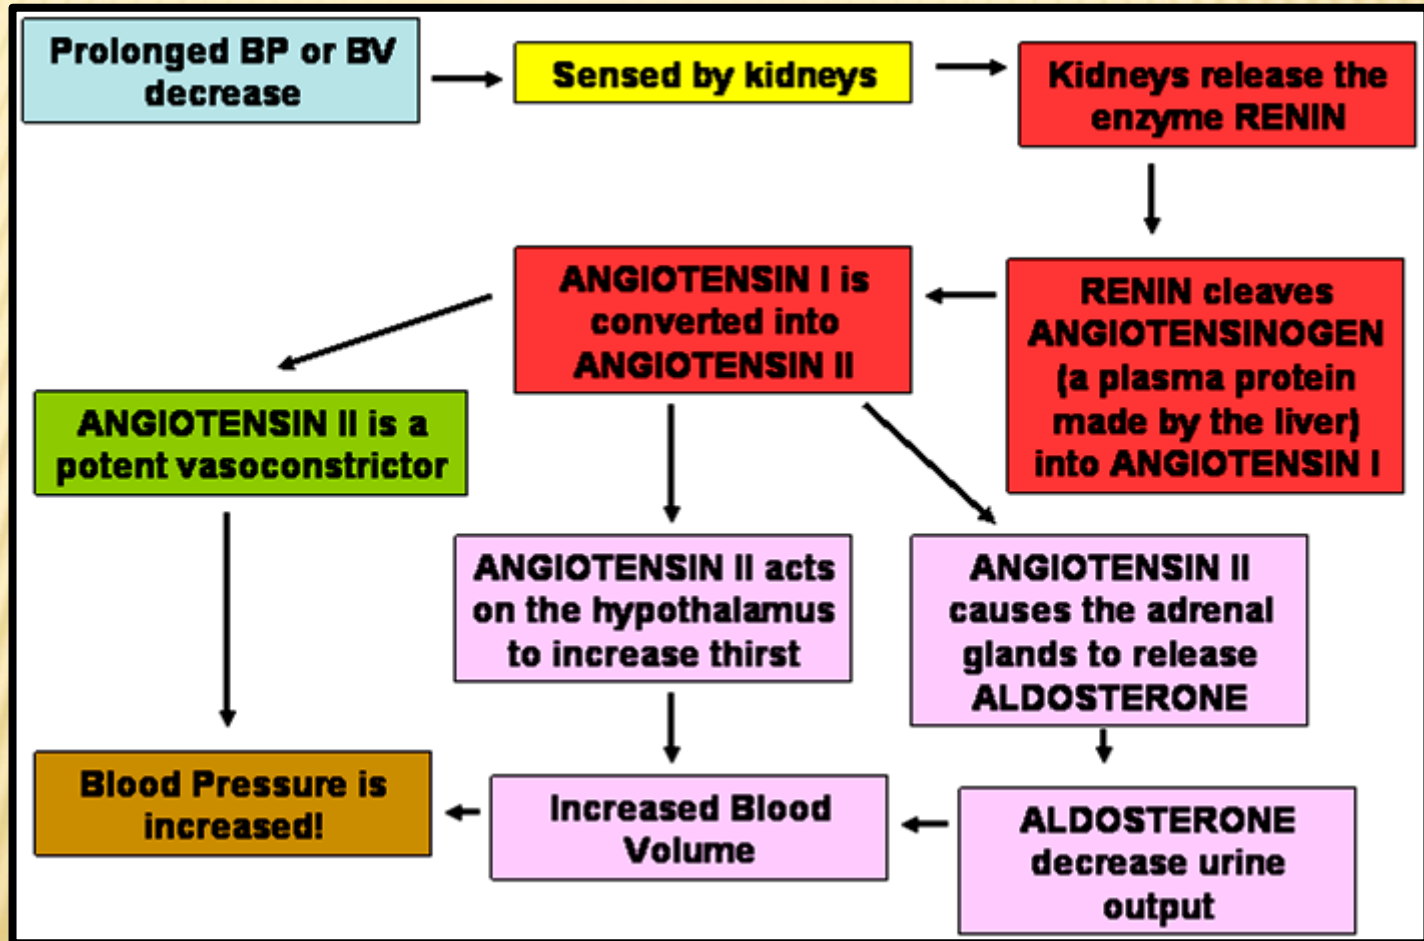 Prolonged BP or BV
decrease
Sensed by kidneys
Kidneys release the
enzyme RENIN
RENIN cleaves
ANGIOTENSINOGEN
(a plasma protein
made by the liver)
into ANGIOTENSIN I
ANGIOTENSIN I is
converted into
ANGIOTENSIN II
ANGIOTENSIN II is a
potent vasoconstrictor
ANGIOTENSIN II acts
on the hypothalamus
to increase thirst
ANGIOTENSIN II
causes the adrenal
glands to release
ALDOSTERONE
ALDOSTERONE
decrease urine
output
Increased Blood
Volume
Blood Pressure is
increased!